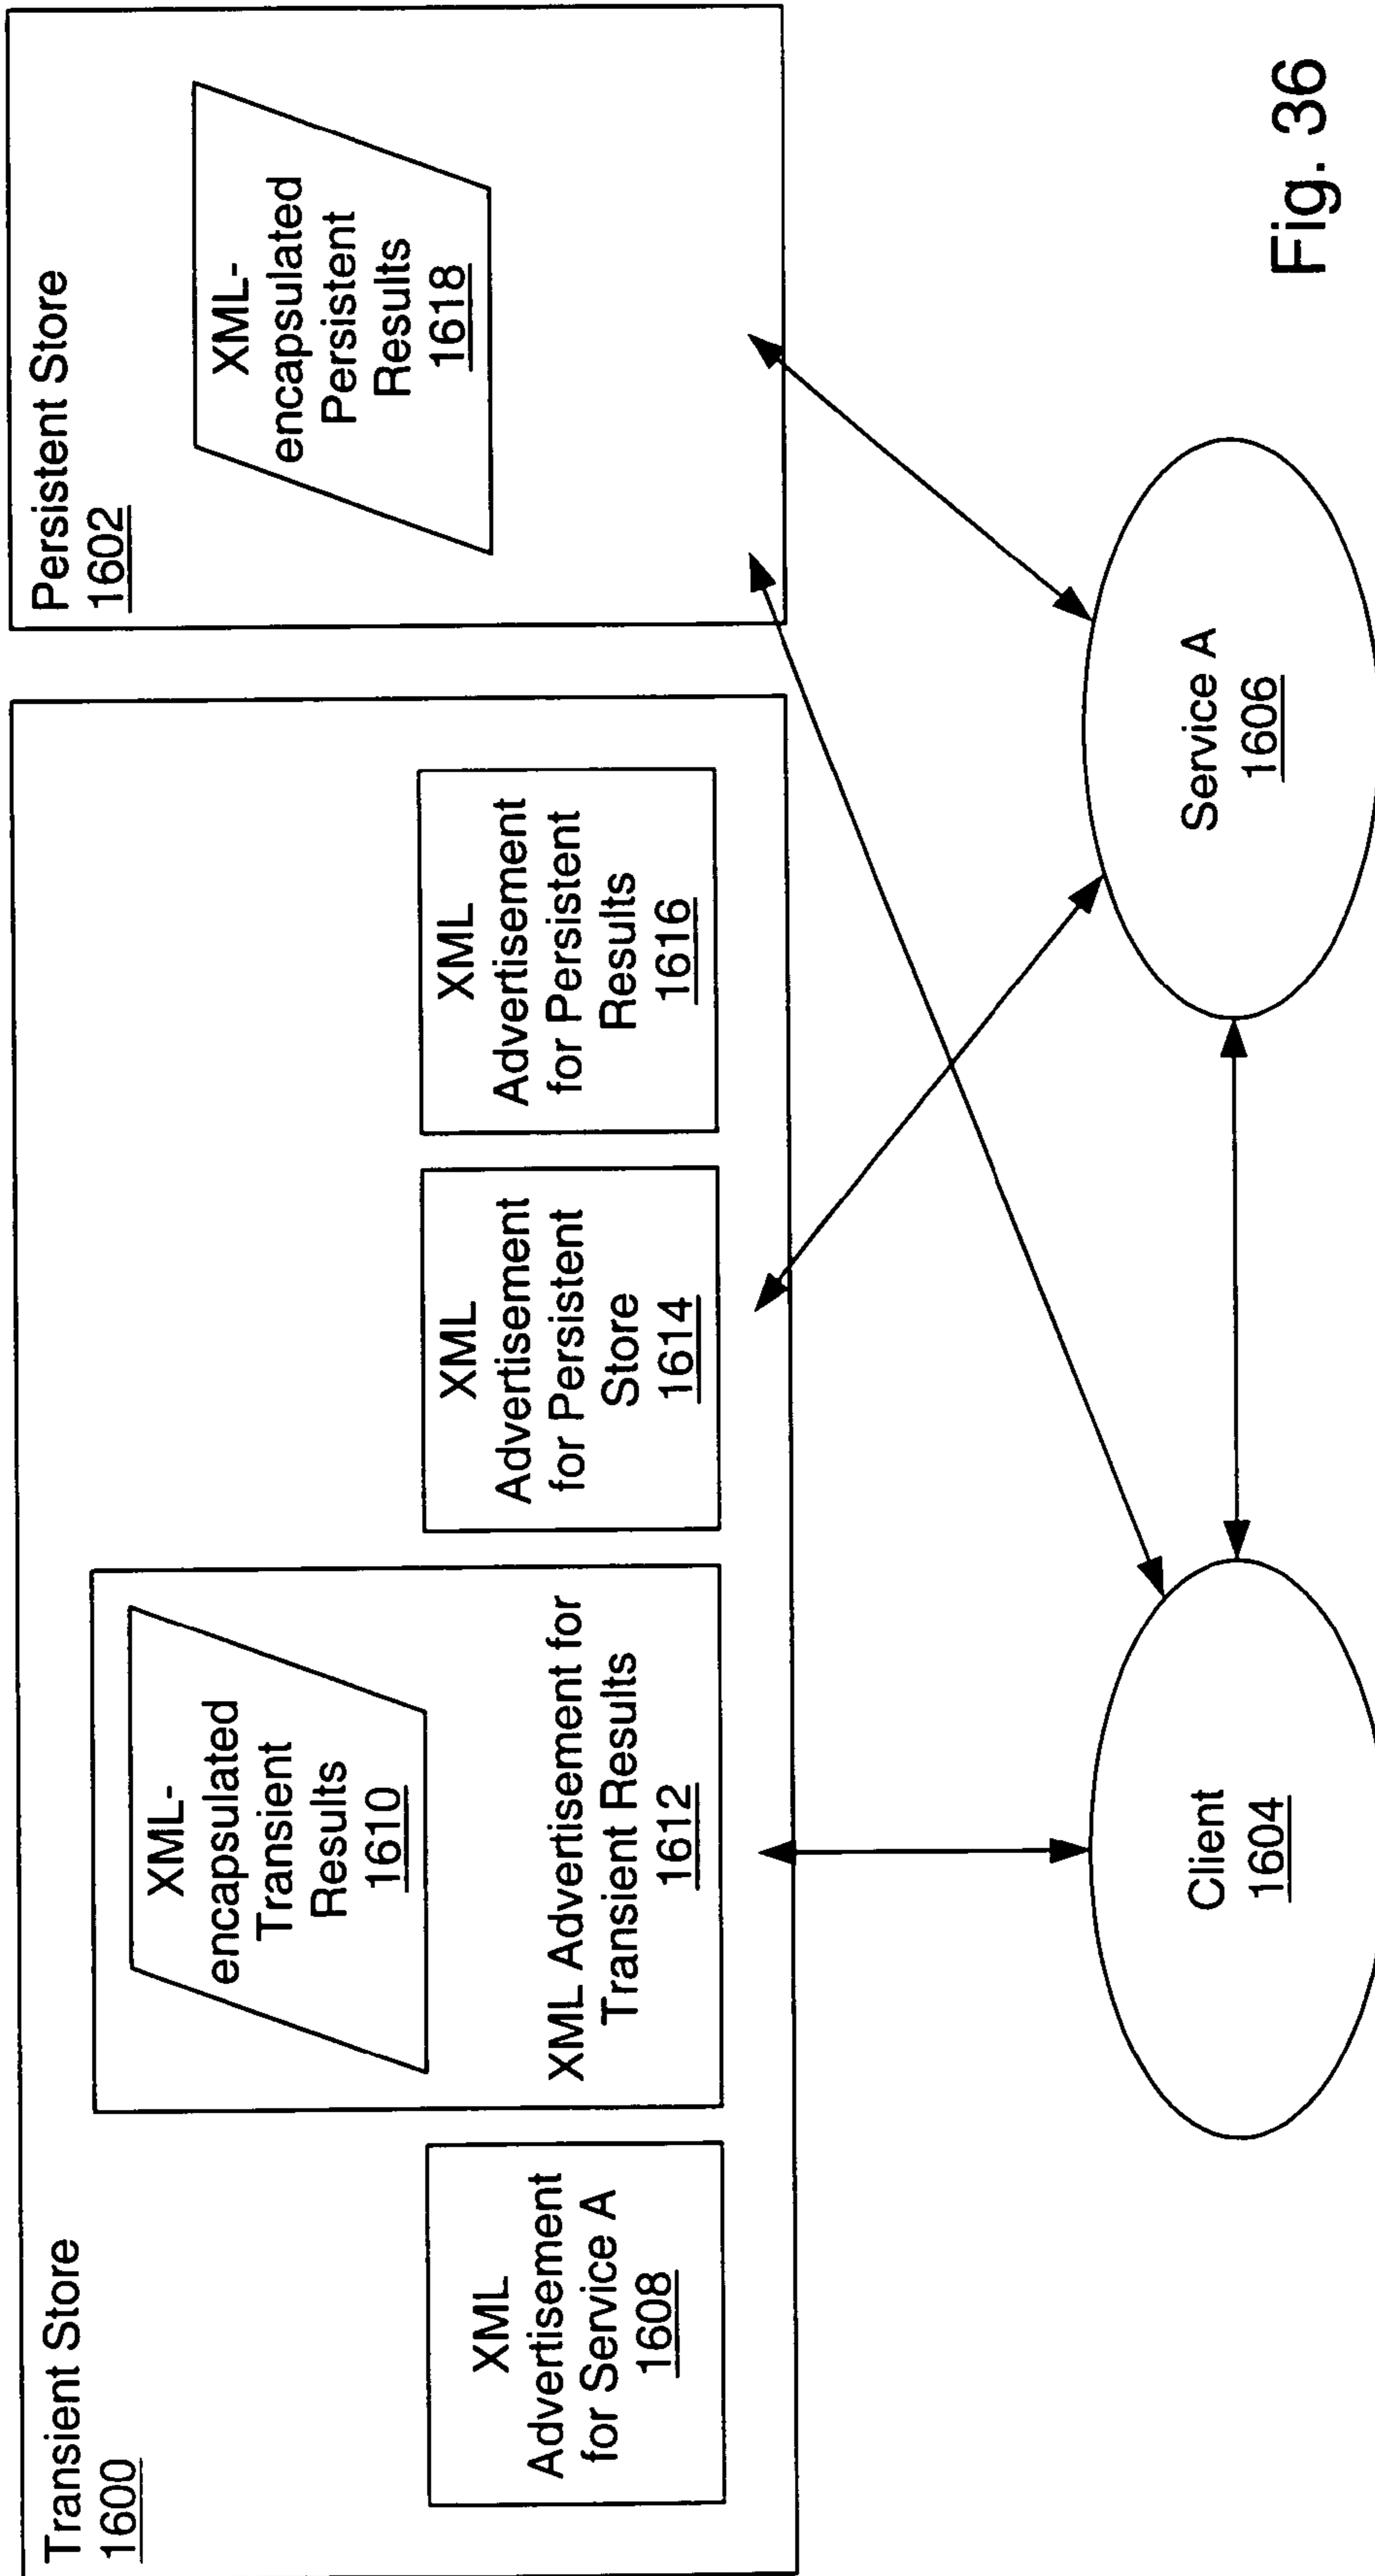 Transient Store
1600
XML
Advertisement
for Service A
1608
XML-
encapsulated
Transient
Results
1610
XML Advertisement for
Transient Results
1612
XML
Advertisement
for Persistent
Store
1614
XML
Advertisement
for Persistent
Results
1616
Persistent Store
1602
XML-
encapsulated
Persistent
Results
1618
Client
1604
Service A
1606
Fig. 36